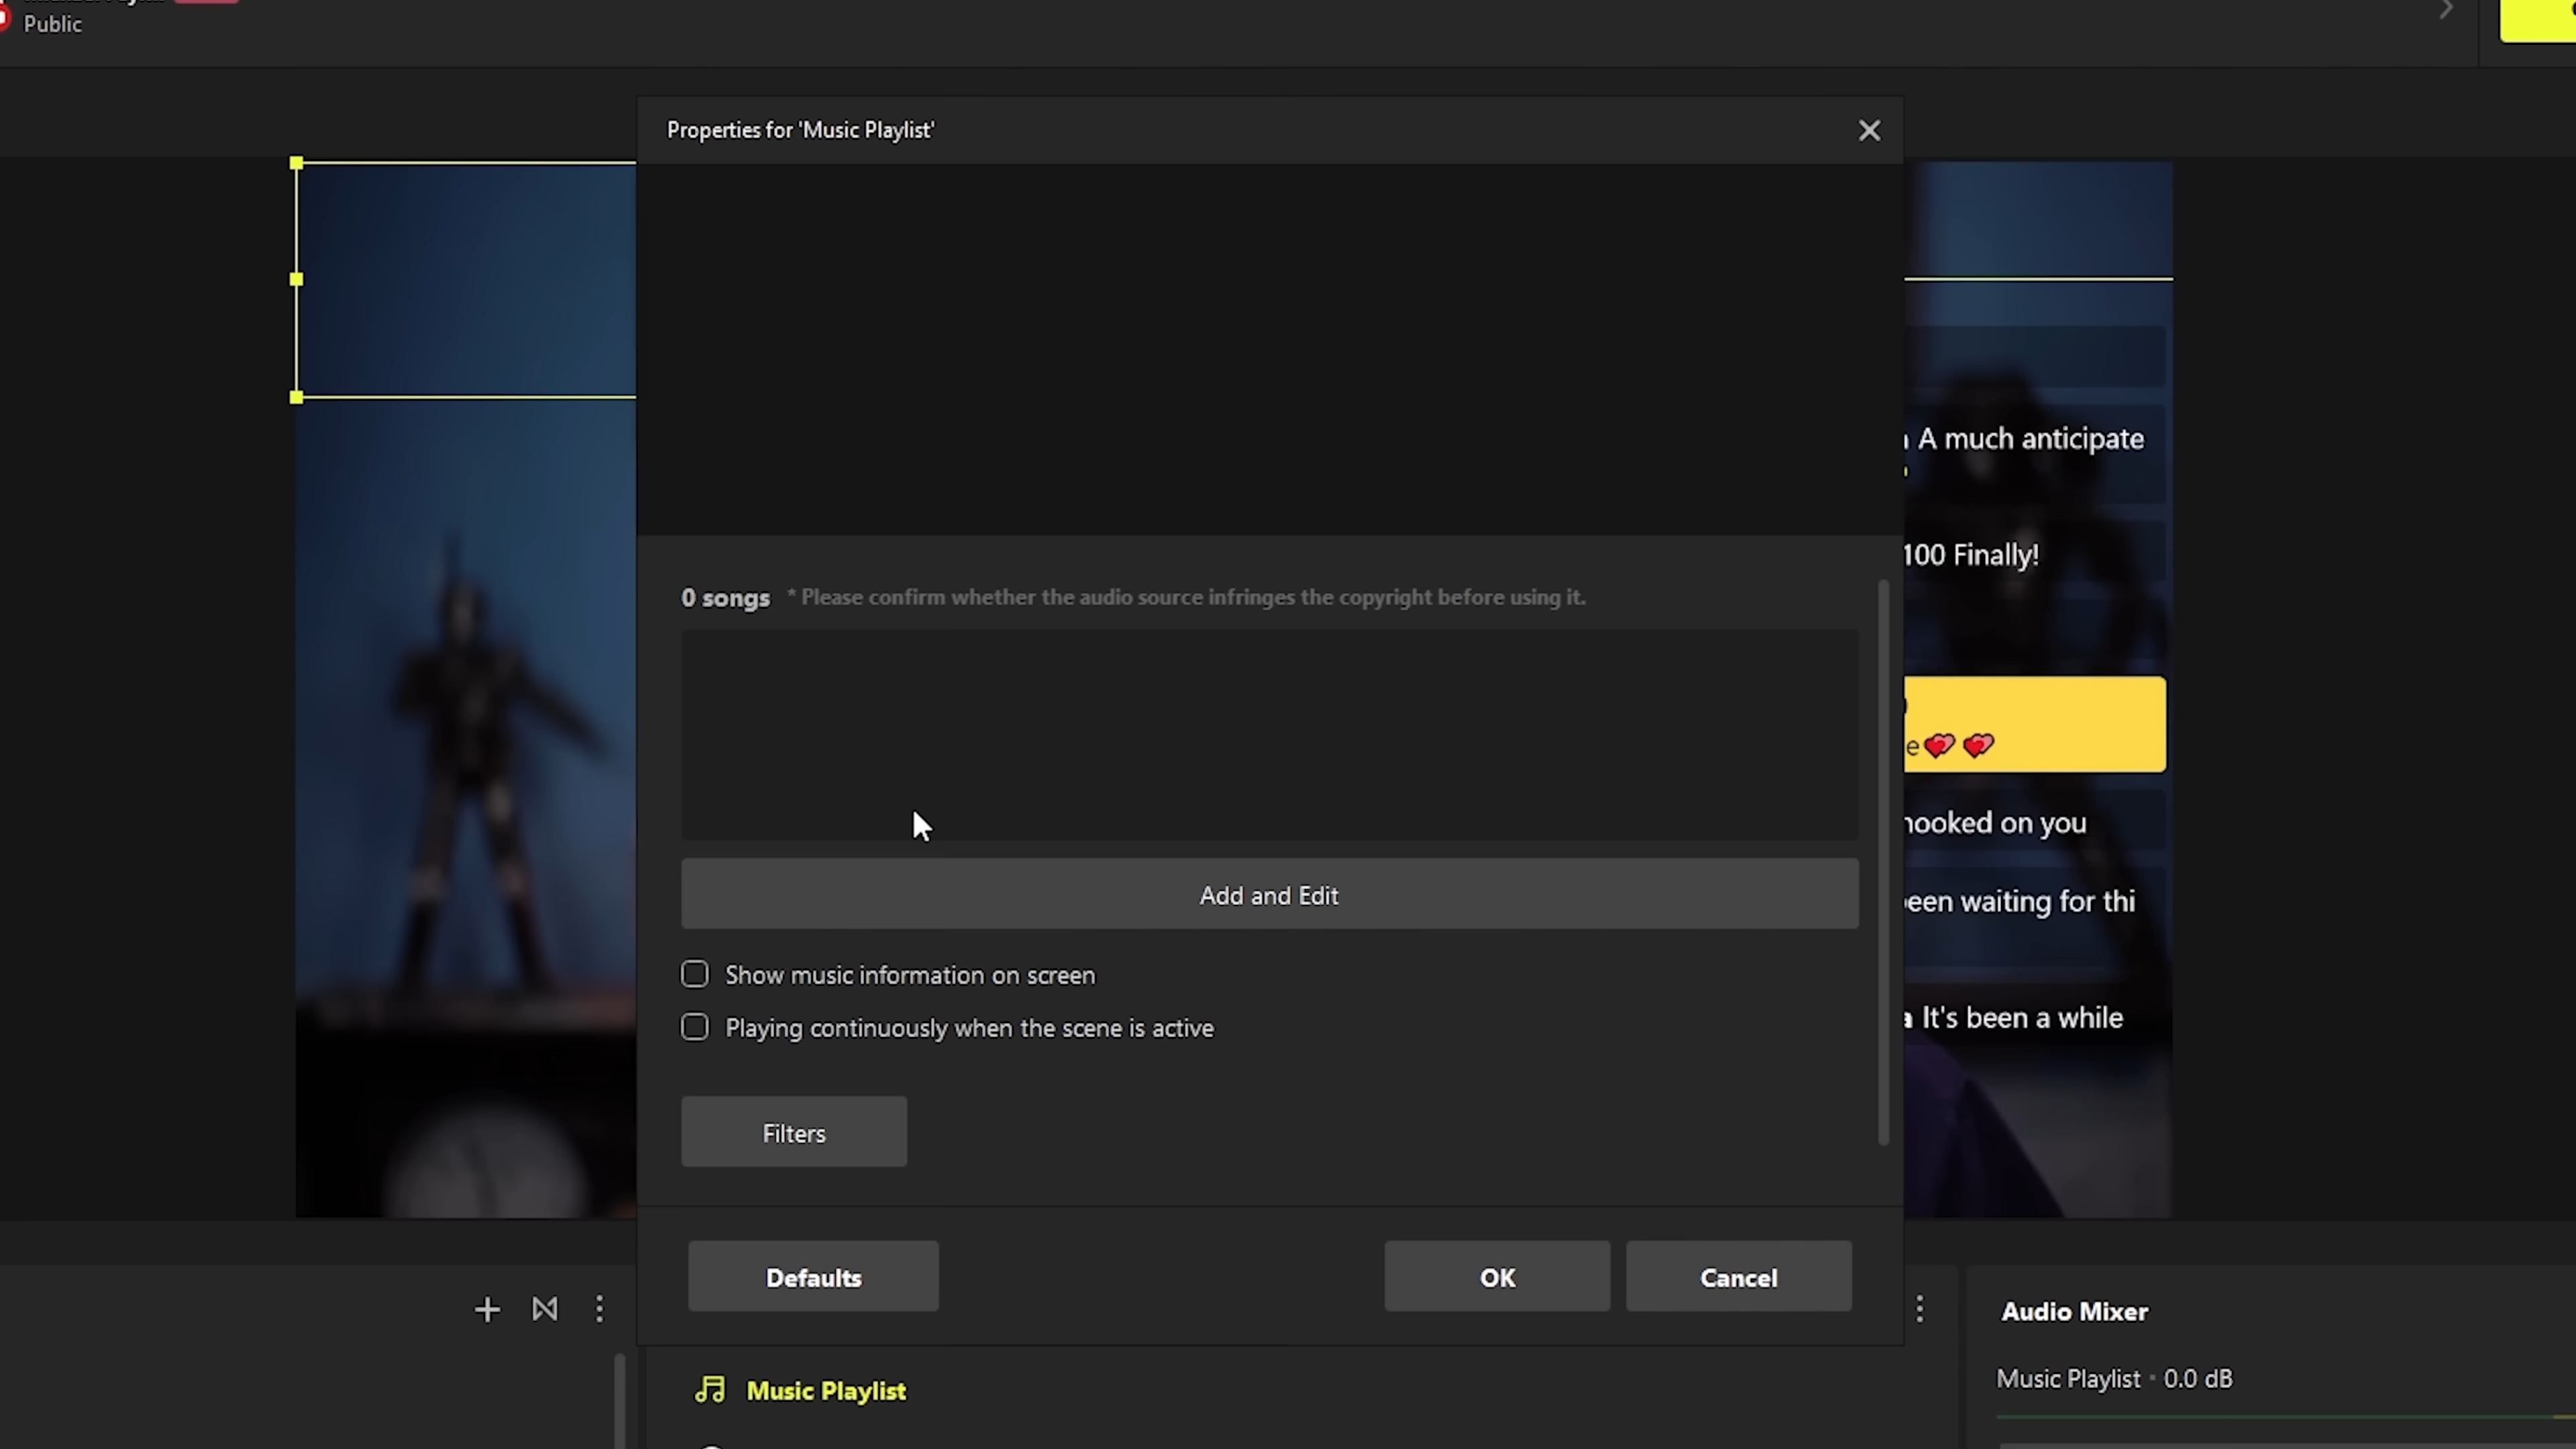 Public
Properties for 'Music Playlist'
A much anticipate
100 Finally!
0 songs * Please confirm whether the audio source infringes the copyright before using it.
e💕 💕
hooked on you
Add and Edit
been waiting for thi
Show music information on screen
a It's been a while
Playing continuously when the scene is active
Filters
Defaults
OK
Cancel
Audio Mixer
Music Playlist • 0.0 dB
Music Playlist